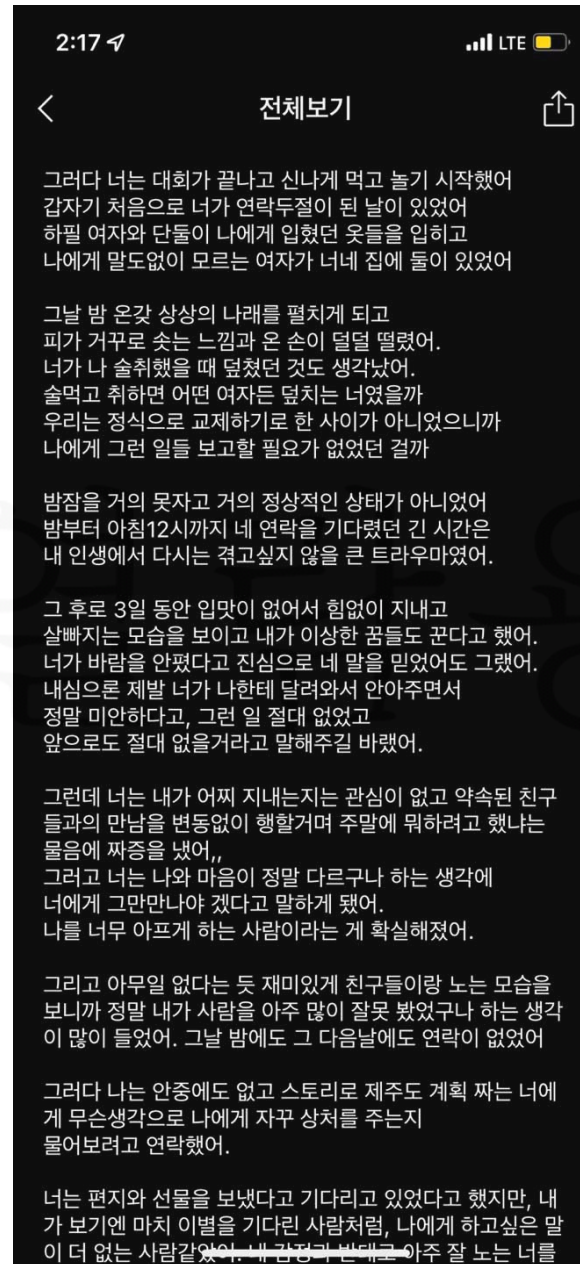 2:17
LTE
전체보기
그러다 너는 대회가 끝나고 신나게 먹고 놀기 시작했어
갑자기 처음으로 너가 연락두절이 된 날이 있었어
하필 여자와 단둘이 나에게 입혔던 옷들을 입히고
나에게 말도없이 모르는 여자가 너네 집에 둘이 있었어
그날 밤 온갖 상상의 나래를 펼치게 되고
피가 거꾸로 솟는 느낌과 온 손이 덜덜 떨렸어.
너가 나 술취했을 때 덮쳤던 것도 생각났어.
술먹고 취하면 어떤 여자든 덮치는 너였을까
우리는 정식으로 교제하기로 한 사이가 아니었으니까
나에게 그런 일들 보고할 필요가 없었던 걸까
밤잠을 거의 못자고 거의 정상적인 상태가 아니었어
밤부터 아침12시까지 네 연락을 기다렸던 긴 시간은
내 인생에서 다시는 겪고싶지 않을 큰 트라우마였어.
그 후로 3일 동안 입맛이 없어서 힘없이 지내고
살빠지는 모습을 보이고 내가 이상한 꿈들도 꾼다고 했어.
너가 바람을 안폈다고 진심으로 네 말을 믿었어도 그랬어.
내심으론 제발 너가 나한테 달려와서 안아주면서
정말 미안하다고, 그런 일 절대 없었고
앞으로도 절대 없을거라고 말해주길 바랬어.
그런데 너는 내가 어찌 지내는지는 관심이 없고 약속된 친구
들과의 만남을 변동없이 행할거며 주말에 뭐하려고 했냐는
물음에 짜증을 냈어,,
그러고 너는 나와 마음이 정말 다르구나 하는 생각에
너에게 그만만나야 겠다고 말하게 됐어.
나를 너무 아프게 하는 사람이라는 게 확실해졌어.
그리고 아무일 없다는 듯 재미있게 친구들이랑 노는 모습을
보니까 정말 내가 사람을 아주 많이 잘못 봤었구나 하는 생각
이 많이 들었어. 그날 밤에도 그 다음날에도 연락이 없었어
그러다 나는 안중에도 없고 스토리로 제주도 계획 짜는 너에
게 무슨생각으로 나에게 자꾸 상처를 주는지
물어보려고 연락했어.
너는 편지와 선물을 보냈다고 기다리고 있었다고 했지만, 내
가 보기엔 마치 이별을 기다린 사람처럼, 나에게 하고싶은 말
이 더 없는 사람같았어. 내 감정과 반대로 아주 잘 노는 너를